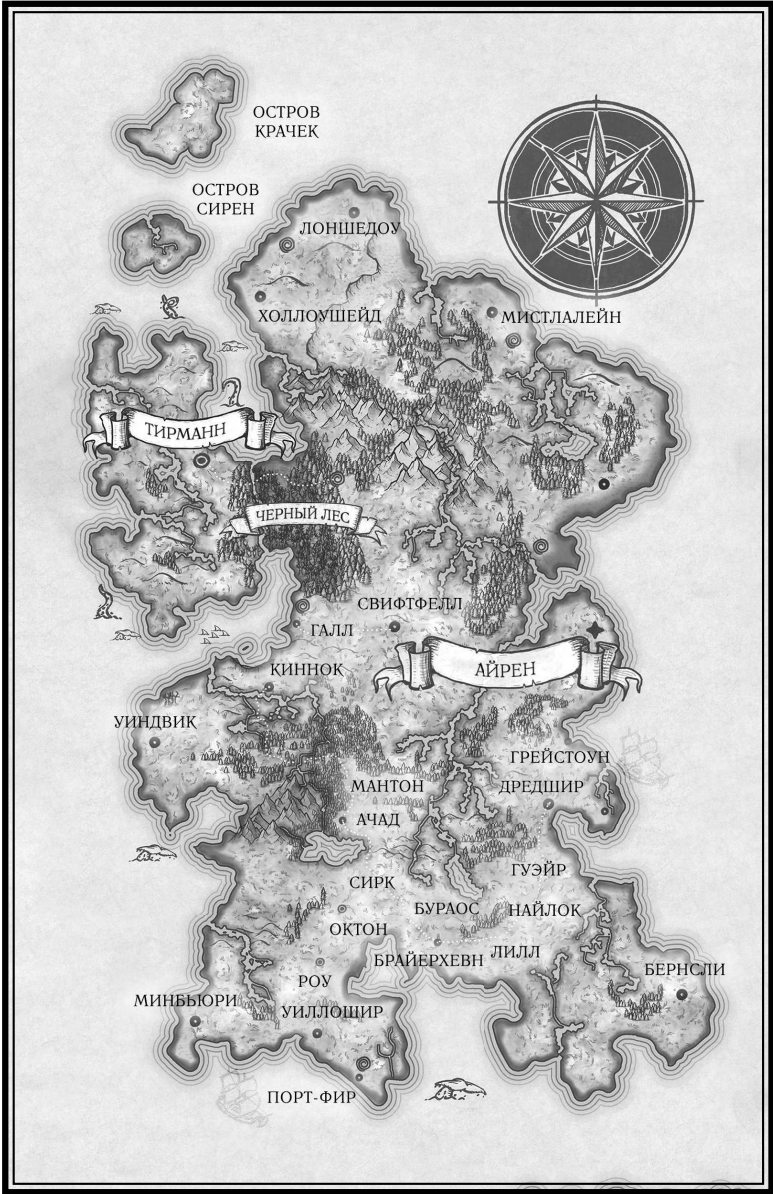 ОСТРОВ
КРАЧЕК
ОСТРОВ
СИРЕН
ЛОНШЕДОУ
ХОЛЛОУШЕЙД
МИСТЛАЛЕЙН
ТИРМАНН
ЧЕРНЫЙ ЛЕС
СВИФТФЕЛЛ
ГАЛЛ
АЙРЕН
КИННОК
УИНДВИК
ГРЕЙСТОУН
МАНТОН
ДРЕДШИР
АЧАД
ГУЭЙР
СИРК
БУРАОС
НАЙЛОК
ОКТОН
ЛИЛЛ
БРАЙЕРХЕВН
БЕРНСЛИ
РОУ
МИНБЬЮРИ
УИЛЛОШИР
ПОРТ-ФИР